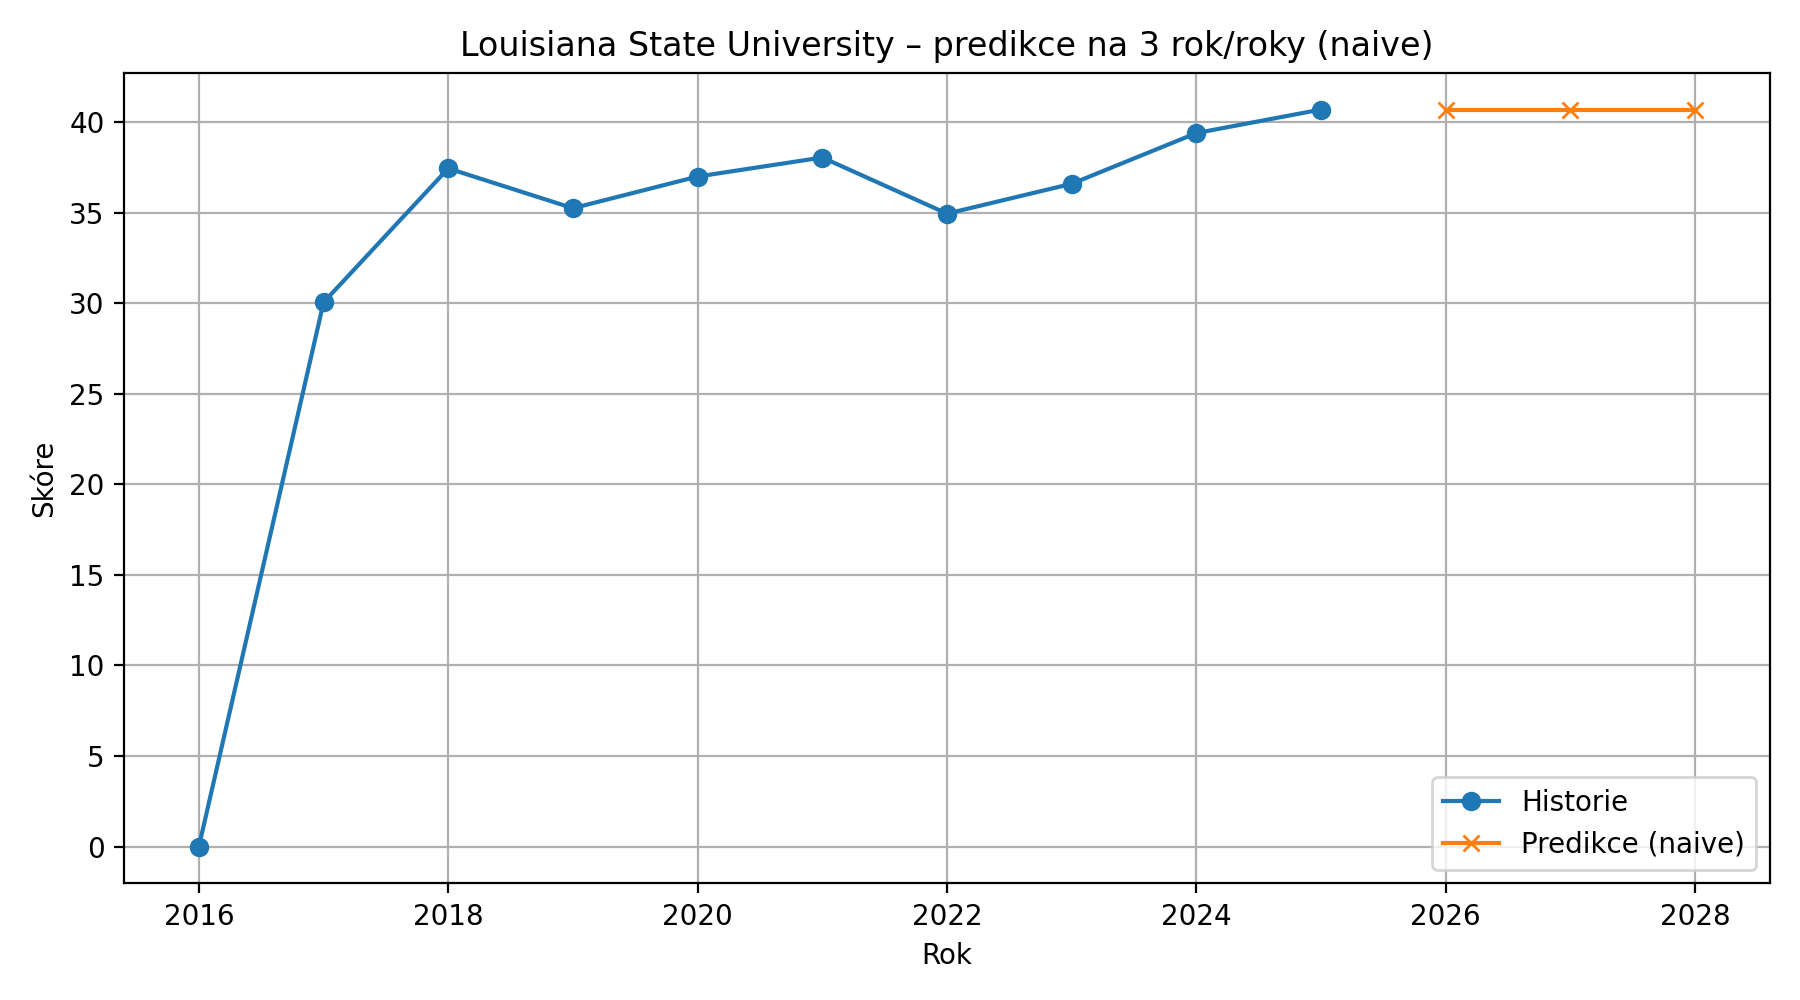 Louisiana State University – predikce na 3 rok/roky (naive)
Skóre
40
35
30
25
20
15
10
5
0
Historie
Predikce (naive)
2016 2018 2020 2022 2024 2026 2028
Rok